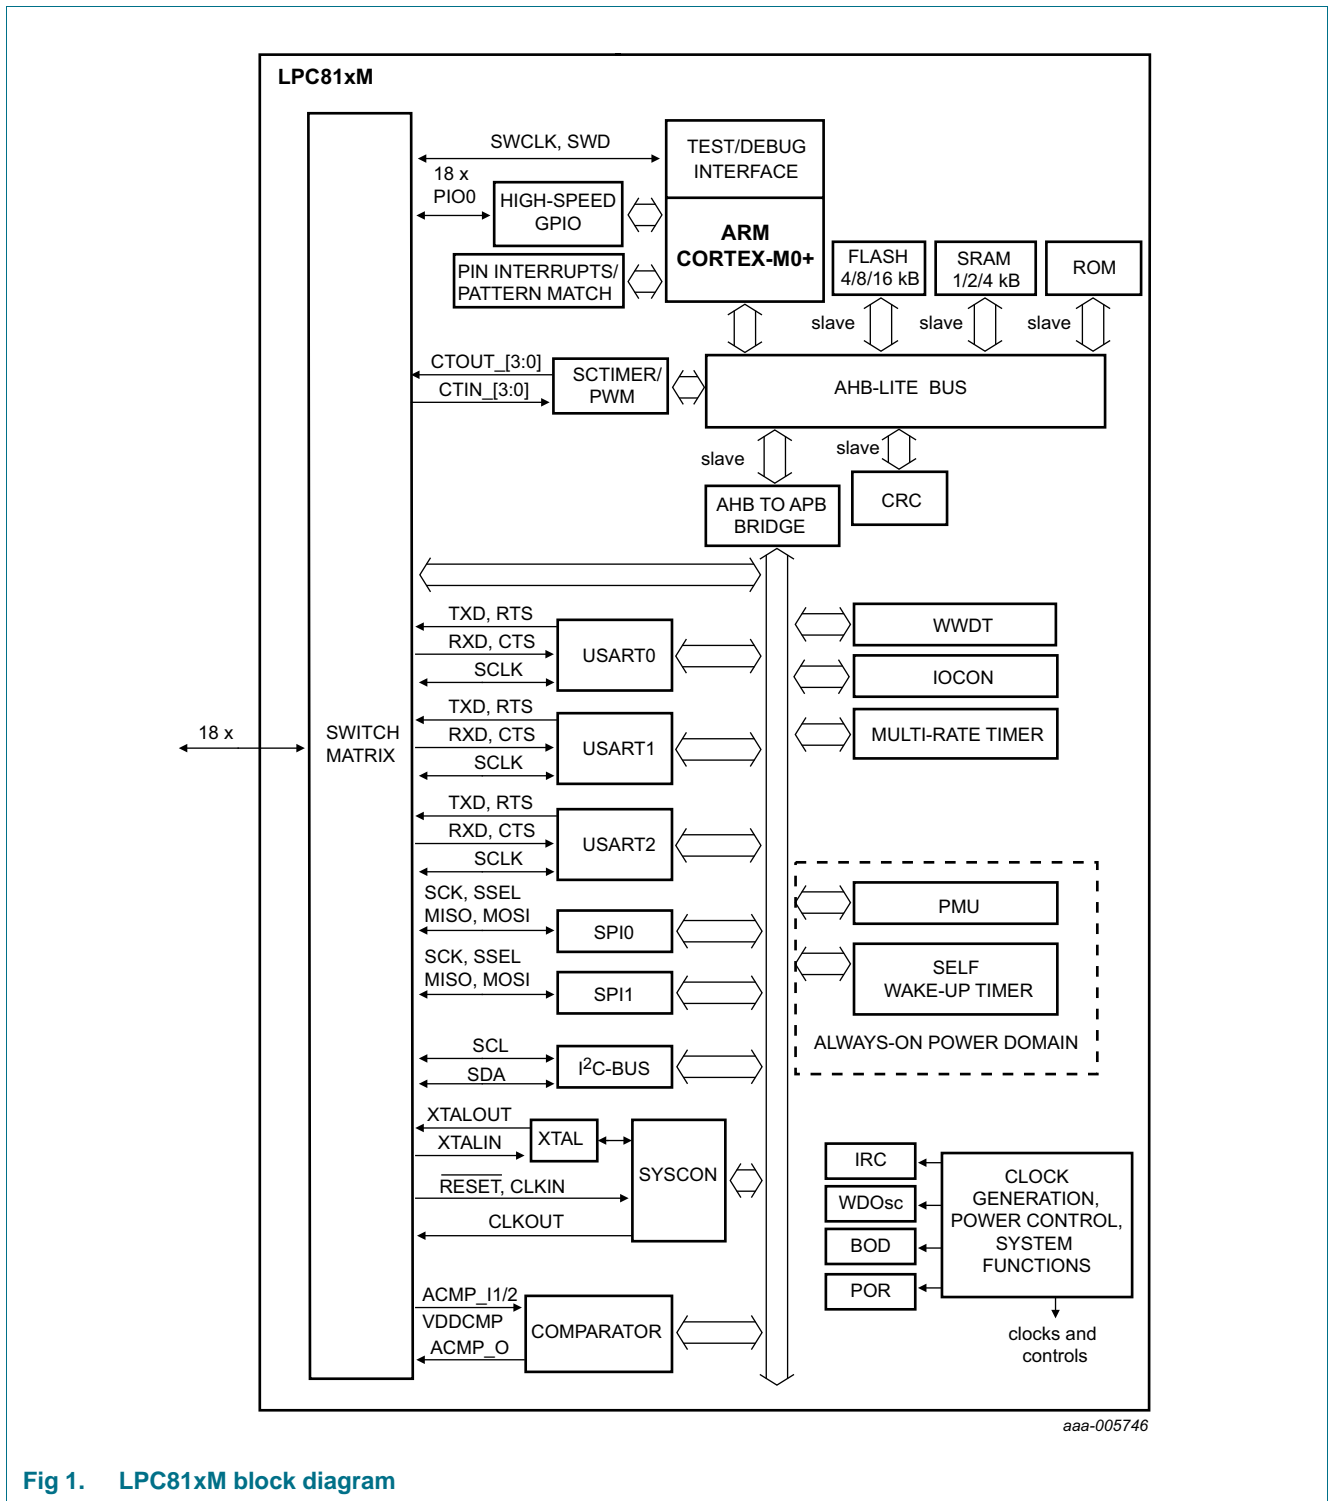 LPC81xM
SWCLK, SWD
TEST/DEBUG
INTERFACE
18 x
PIO0
HIGH-SPEED
GPIO
ARM
CORTEX-M0+
PIN INTERRUPTS/
PATTERN MATCH
FLASH
4/8/16 kB
SRAM
1/2/4 kB
ROM
slave
slave
slave
CTOUT_[3:0]
CTIN_[3:0]
SCTIMER/
PWM
AHB-LITE BUS
slave
slave
AHB TO APB
BRIDGE
CRC
TXD, RTS
RXD, CTS
SCLK
USART0
WWDT
IOCON
TXD, RTS
RXD, CTS
SCLK
USART1
MULTI-RATE TIMER
18 x
SWITCH
MATRIX
TXD, RTS
RXD, CTS
SCLK
USART2
SCK, SSEL
MISO, MOSI
SPI0
PMU
SCK, SSEL
MISO, MOSI
SPI1
SELF
WAKE-UP TIMER
ALWAYS-ON POWER DOMAIN
SCL
SDA
I2C-BUS
XTALOUT
XTALIN
XTAL
SYSCON
RESET, CLKIN
CLKOUT
IRC
WDOsc
BOD
POR
CLOCK
GENERATION,
POWER CONTROL,
SYSTEM
FUNCTIONS
clocks and
controls
ACMP_I1/2
VDDCMP
ACMP_O
COMPARATOR
aaa-005746
Fig 1. LPC81xM block diagram